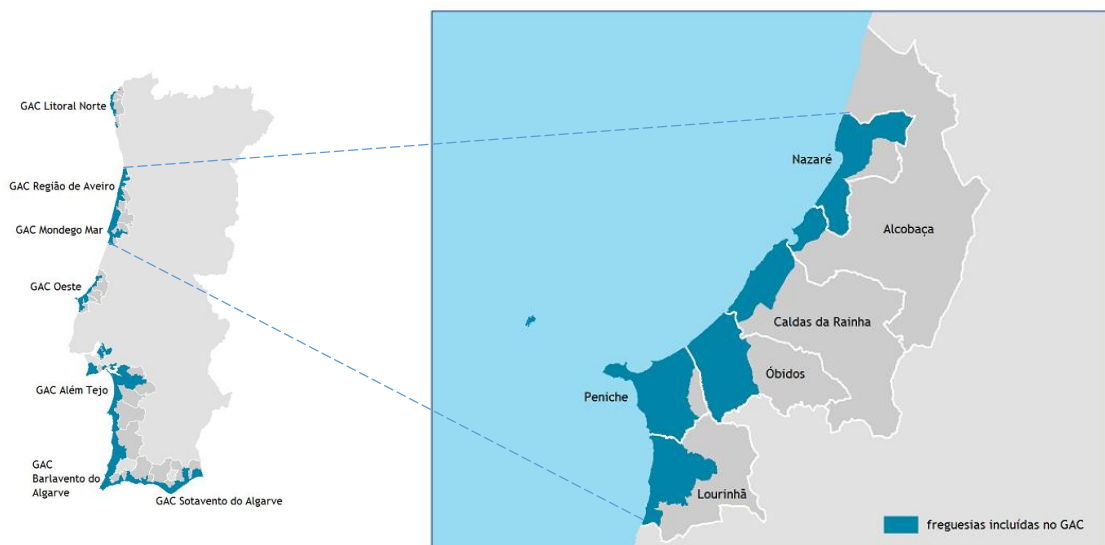 GAC Litoral Norte
GAC Região de Aveiro
GAC Mondego Mar
GAC Oeste
GAC Além Tejo
GAC
Barlavento do
Algarve
GAC Sotavento do Algarve
Nazaré
Alcobaça
Caldas da Rainha
Óbidos
Peniche
Lourinhã
freguesias incluídas no GAC